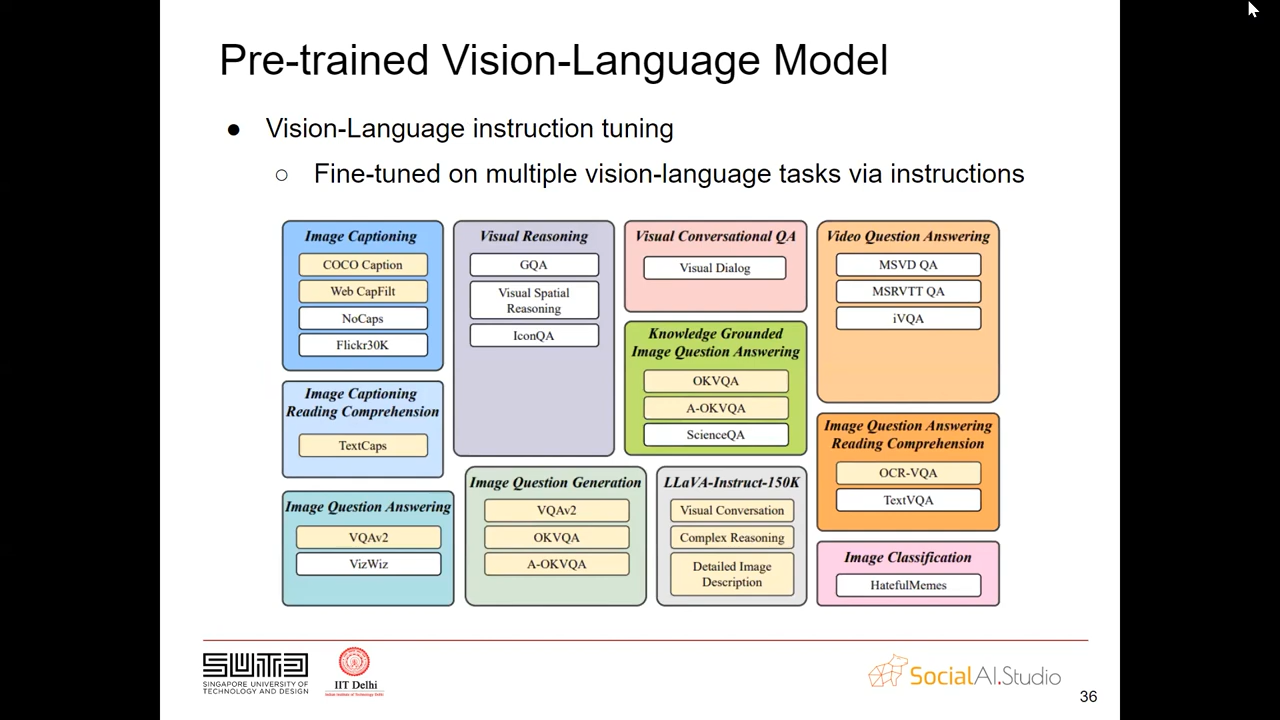 Pre-trained Vision-Language Model
● Vision-Language instruction tuning
○ Fine-tuned on multiple vision-language tasks via instructions
Image Captioning
COCO Caption
Web CapFilt
NoCaps
Flickr30K
Image Captioning
Reading Comprehension
TextCaps
Image Question Answering
VQAv2
VizWiz
Visual Reasoning
GQA
Visual Spatial
Reasoning
IconQA
Image Question Generation
VQAv2
OKVQA
A-OKVQA
Visual Conversational QA
Visual Dialog
Knowledge Grounded
Image Question Answering
OKVQA
A-OKVQA
ScienceQA
LLaVA-Instruct-150K
Visual Conversation
Complex Reasoning
Detailed Image
Description
Video Question Answering
MSVD QA
MSRVTT QA
iVQA
Image Question Answering
Reading Comprehension
OCR-VQA
TextVQA
Image Classification
HatefulMemes
SUTD
SINGAPORE UNIVERSITY OF
TECHNOLOGY AND DESIGN
IIT Delhi
SocialAI.Studio
36